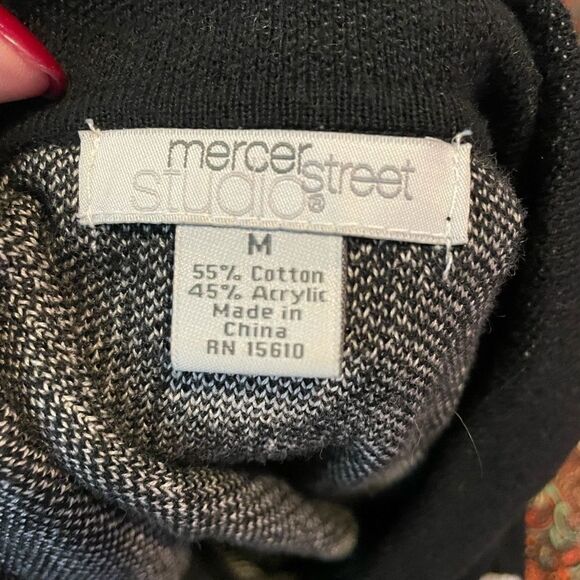 mercer street
studio®
M
55% Cotton
45% Acrylic
Made in
China
RN 15610